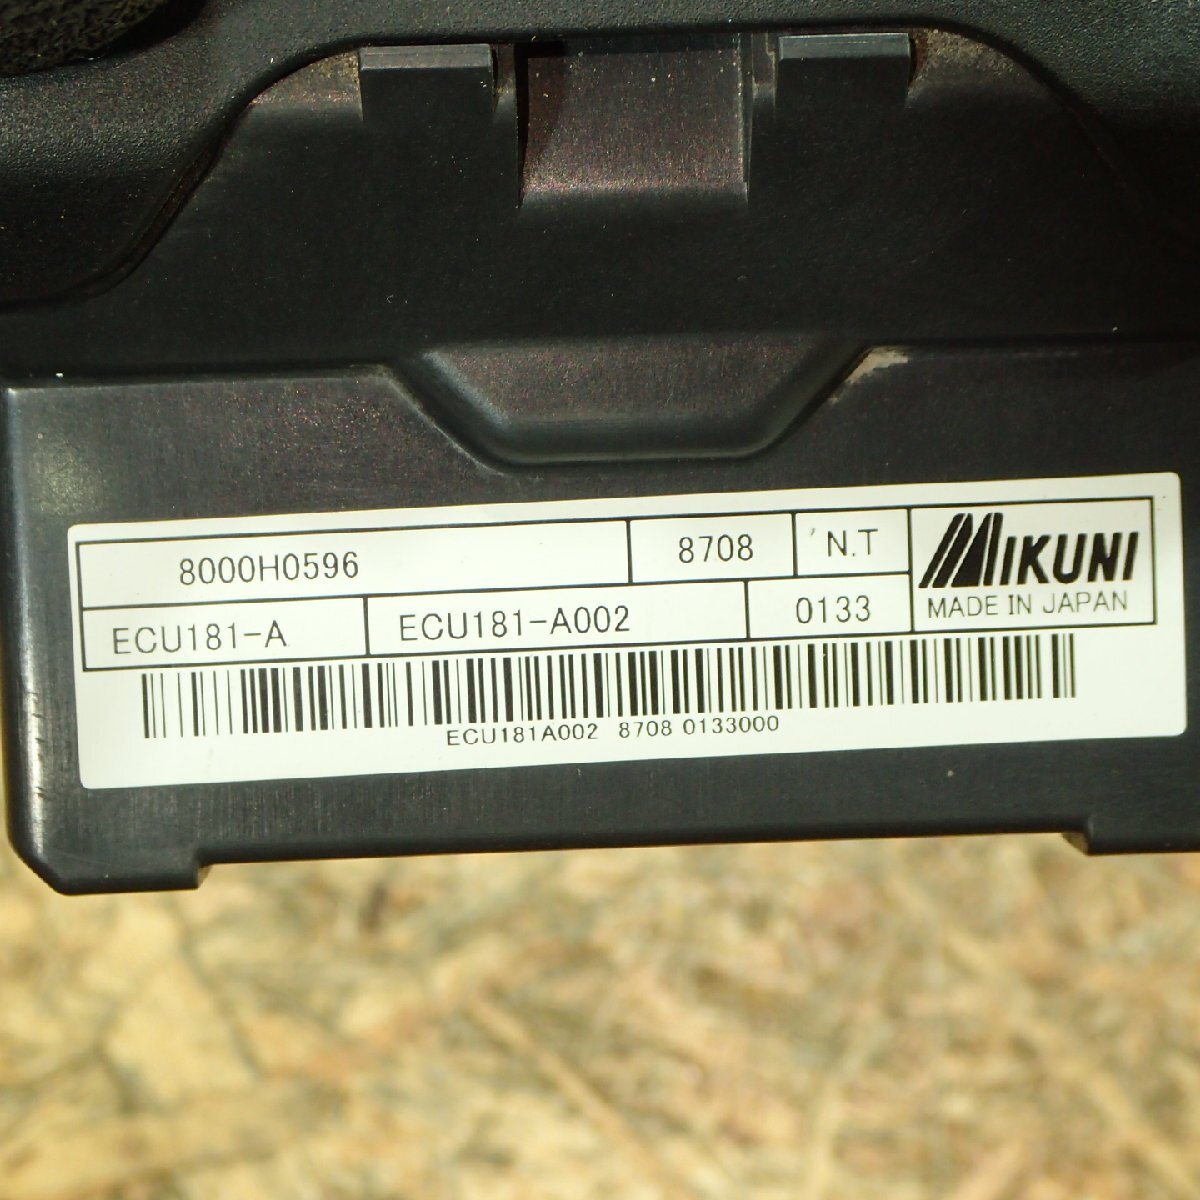 8000H0596 8708 'N.T MIKUNI
MADE IN JAPAN
ECU181-A ECU181-A002 0133
ECU181A002 8708 0133000